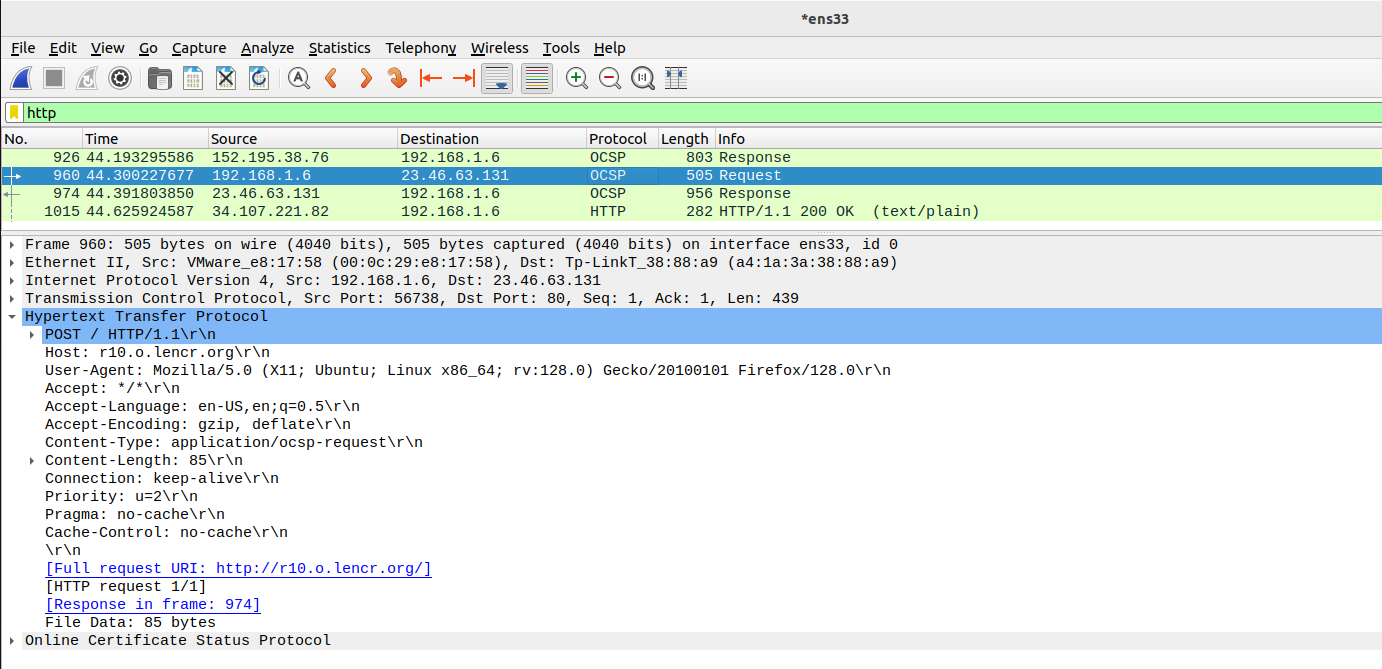 *ens33
File Edit View Go Capture Analyze Statistics Telephony Wireless Tools Help
http
No. Time Source Destination Protocol Length Info
926 44.193295586 152.195.38.76 192.168.1.6 OCSP 803 Response
960 44.300227677 192.168.1.6 23.46.63.131 OCSP 505 Request
974 44.391803850 23.46.63.131 192.168.1.6 OCSP 956 Response
1015 44.625924587 34.107.221.82 192.168.1.6 HTTP 282 HTTP/1.1 200 OK (text/plain)
Frame 960: 505 bytes on wire (4040 bits), 505 bytes captured (4040 bits) on interface ens33, id 0
Ethernet II, Src: VMware_e8:17:58 (00:0c:29:e8:17:58), Dst: Tp-LinkT_38:88:a9 (a4:1a:3a:38:88:a9)
Internet Protocol Version 4, Src: 192.168.1.6, Dst: 23.46.63.131
Transmission Control Protocol, Src Port: 56738, Dst Port: 80, Seq: 1, Ack: 1, Len: 439
Hypertext Transfer Protocol
POST / HTTP/1.1\r\n
Host: r10.o.lencr.org\r\n
User-Agent: Mozilla/5.0 (X11; Ubuntu; Linux x86_64; rv:128.0) Gecko/20100101 Firefox/128.0\r\n
Accept: */*\r\n
Accept-Language: en-US,en;q=0.5\r\n
Accept-Encoding: gzip, deflate\r\n
Content-Type: application/ocsp-request\r\n
Content-Length: 85\r\n
Connection: keep-alive\r\n
Priority: u=2\r\n
Pragma: no-cache\r\n
Cache-Control: no-cache\r\n
\r\n
[Full request URI: http://r10.o.lencr.org/]
[HTTP request 1/1]
[Response in frame: 974]
File Data: 85 bytes
Online Certificate Status Protocol